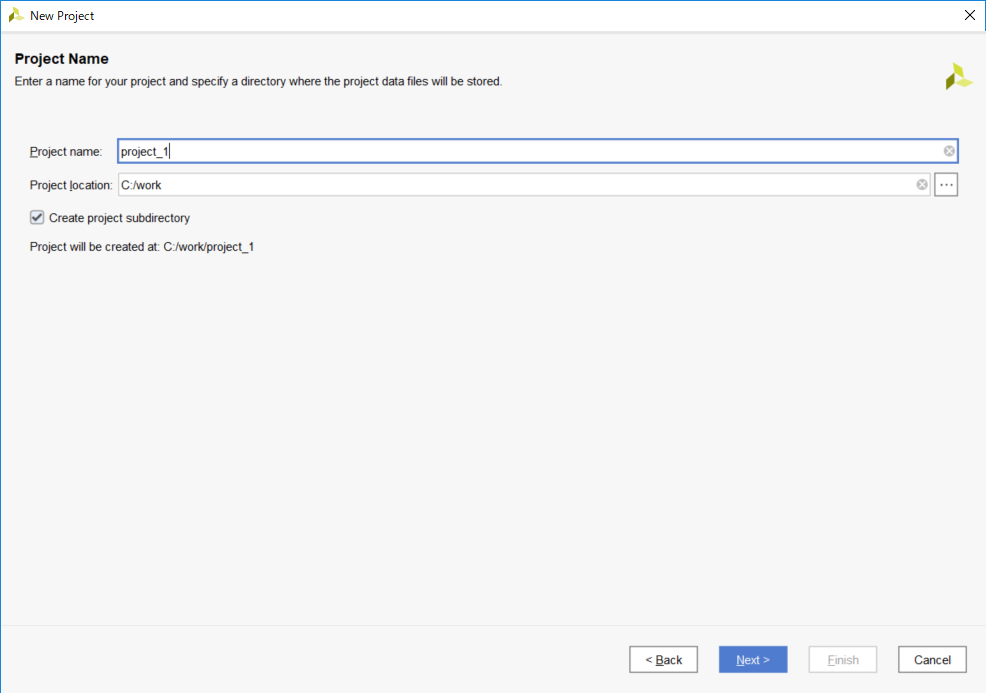 New Project
Project Name
Enter a name for your project and specify a directory where the project data files will be stored.
Project name: project_1
Project location: C:/work
Create project subdirectory
Project will be created at: C:/work/project_1
< Back Next > Finish Cancel